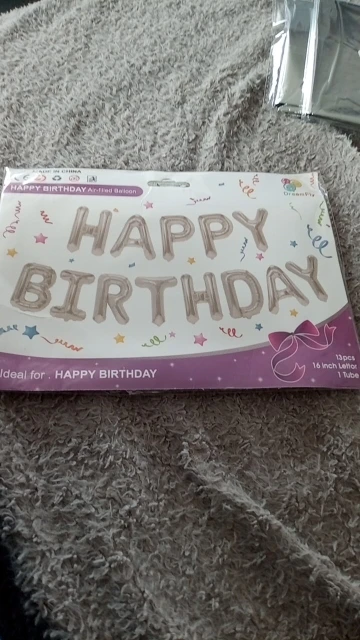 MADE IN CHINA
HAPPY BIRTHDAY Air-filled Balloon
HAPPY
BIRTHDAY
Ideal for . HAPPY BIRTHDAY
13pcs
16 inch Letter
1 Tube